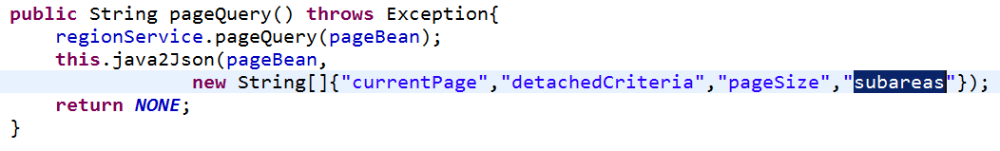 public String pageQuery() throws Exception{
regionService.pageQuery(pageBean);
this.java2Json(pageBean,
new String[]{"currentPage","detachedCriteria","pageSize","subareas"});
return NONE;
}